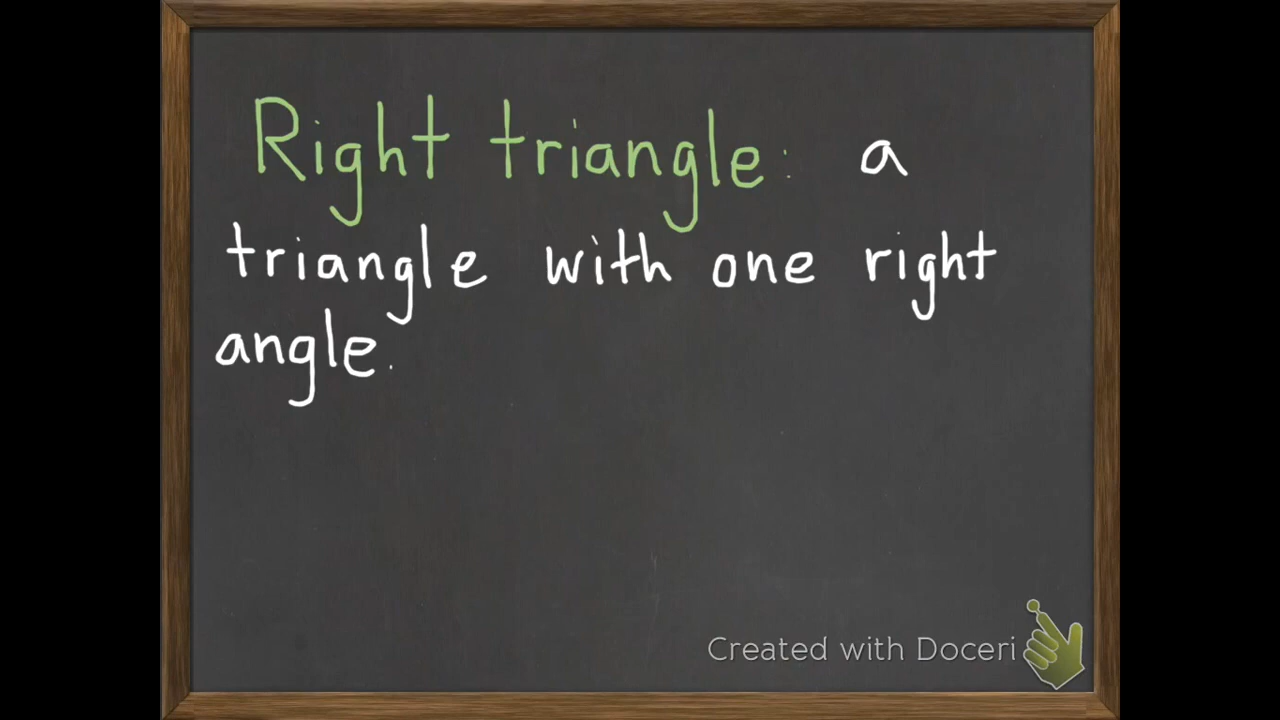 Right triangle: a
triangle with one right
angle.
Created with Doceri